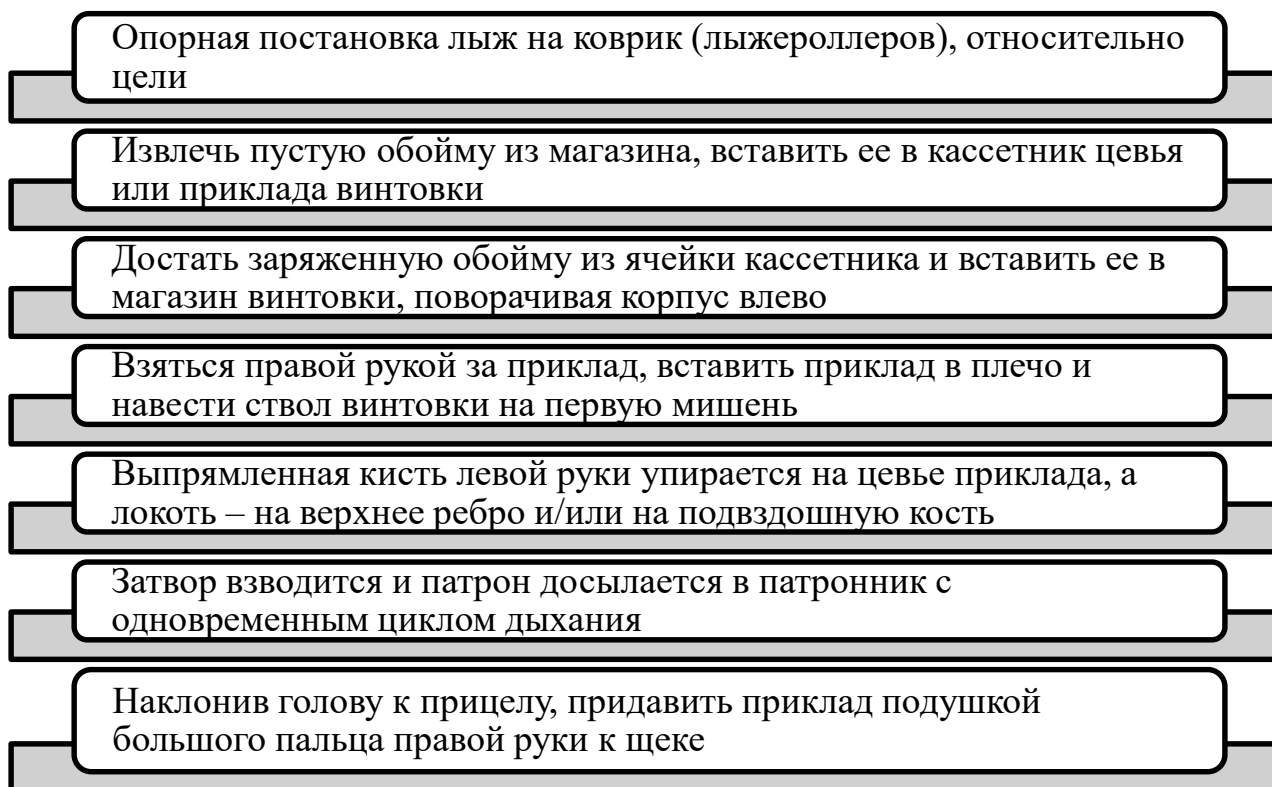 Опорная постановка лыж на коврик (лыжероллеров), относительно
цели
Извлечь пустую обойму из магазина, вставить ее в кассетник цевья
или приклада винтовки
Достать заряженную обойму из ячейки кассетника и вставить ее в
магазин винтовки, поворачивая корпус влево
Взяться правой рукой за приклад, вставить приклад в плечо и
навести ствол винтовки на первую мишень
Выпрямленная кисть левой руки упирается на цевье приклада, а
локоть – на верхнее ребро и/или на подвздошную кость
Затвор взводится и патрон досылается в патронник с
одновременным циклом дыхания
Наклонив голову к прицелу, придавить приклад подушкой
большого пальца правой руки к щеке